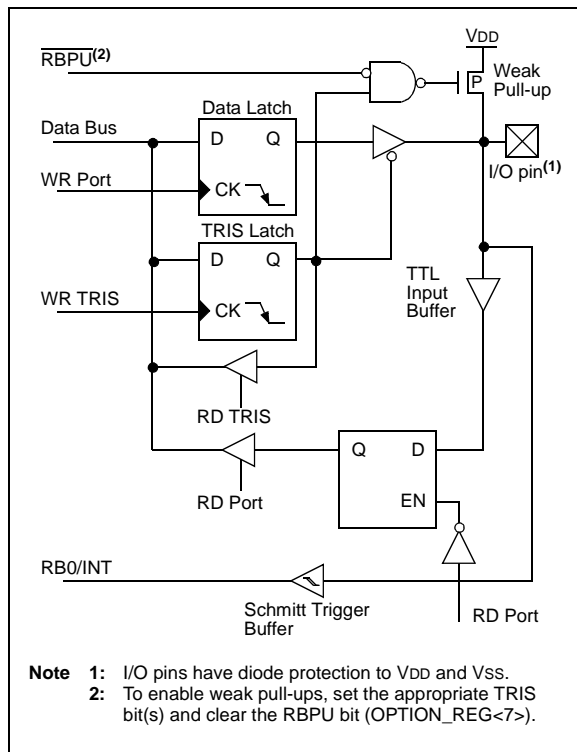 VDD
RBPU(2)
P
Weak
Pull-up
Data Latch
Data Bus
D
Q
I/O pin(1)
WR Port
CK
TRIS Latch
D
Q
TTL
Input
Buffer
WR TRIS
CK
RD TRIS
Q
D
RD Port
EN
RB0/INT
Schmitt Trigger
Buffer
RD Port
Note 1: I/O pins have diode protection to VDD and VSS.
2: To enable weak pull-ups, set the appropriate TRIS
bit(s) and clear the RBPU bit (OPTION_REG<7>).